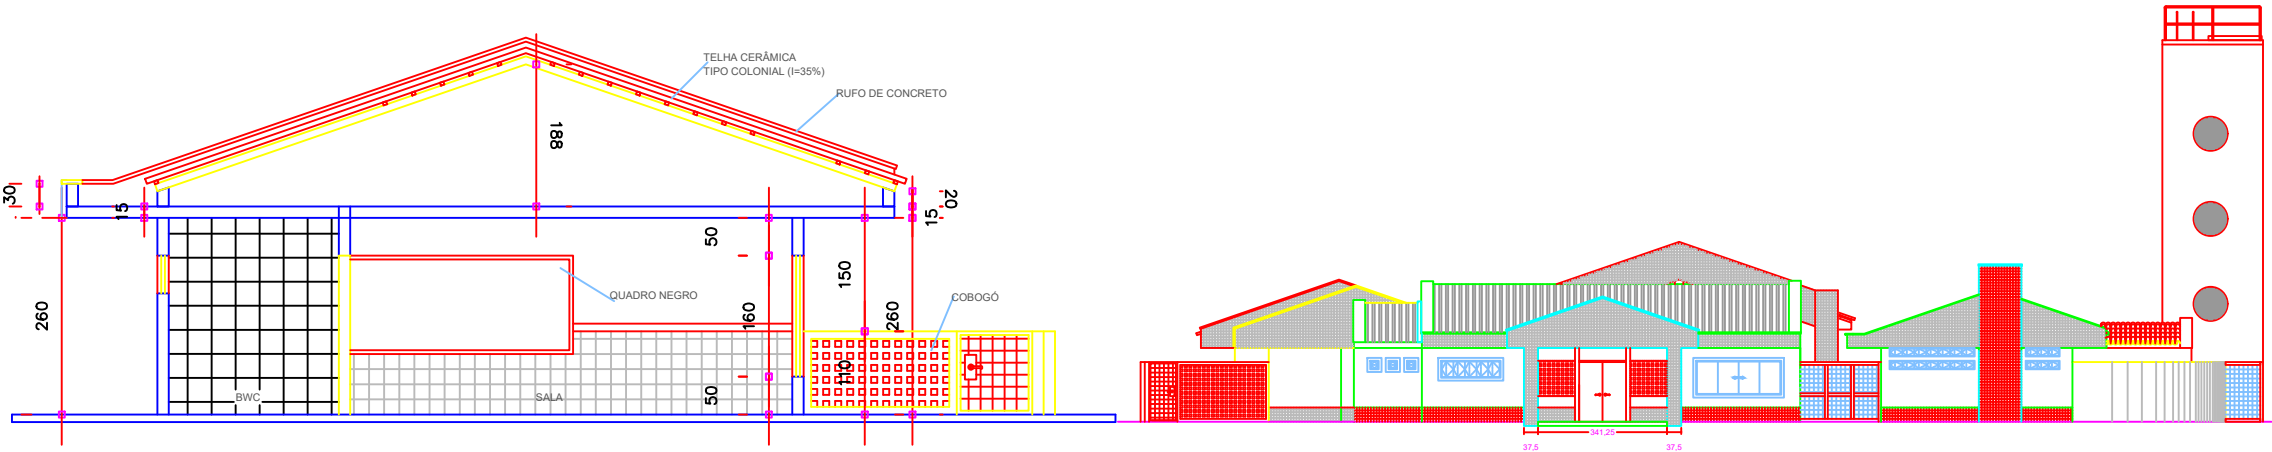 TELHA CERÂMICA
TIPO COLONIAL (I=35%)
RUFO DE CONCRETO
188
30
15
20
15
50
150
QUADRO NEGRO
COBOGÓ
260
160
260
110
50
BWC
SALA
341,25
37,5
37,5